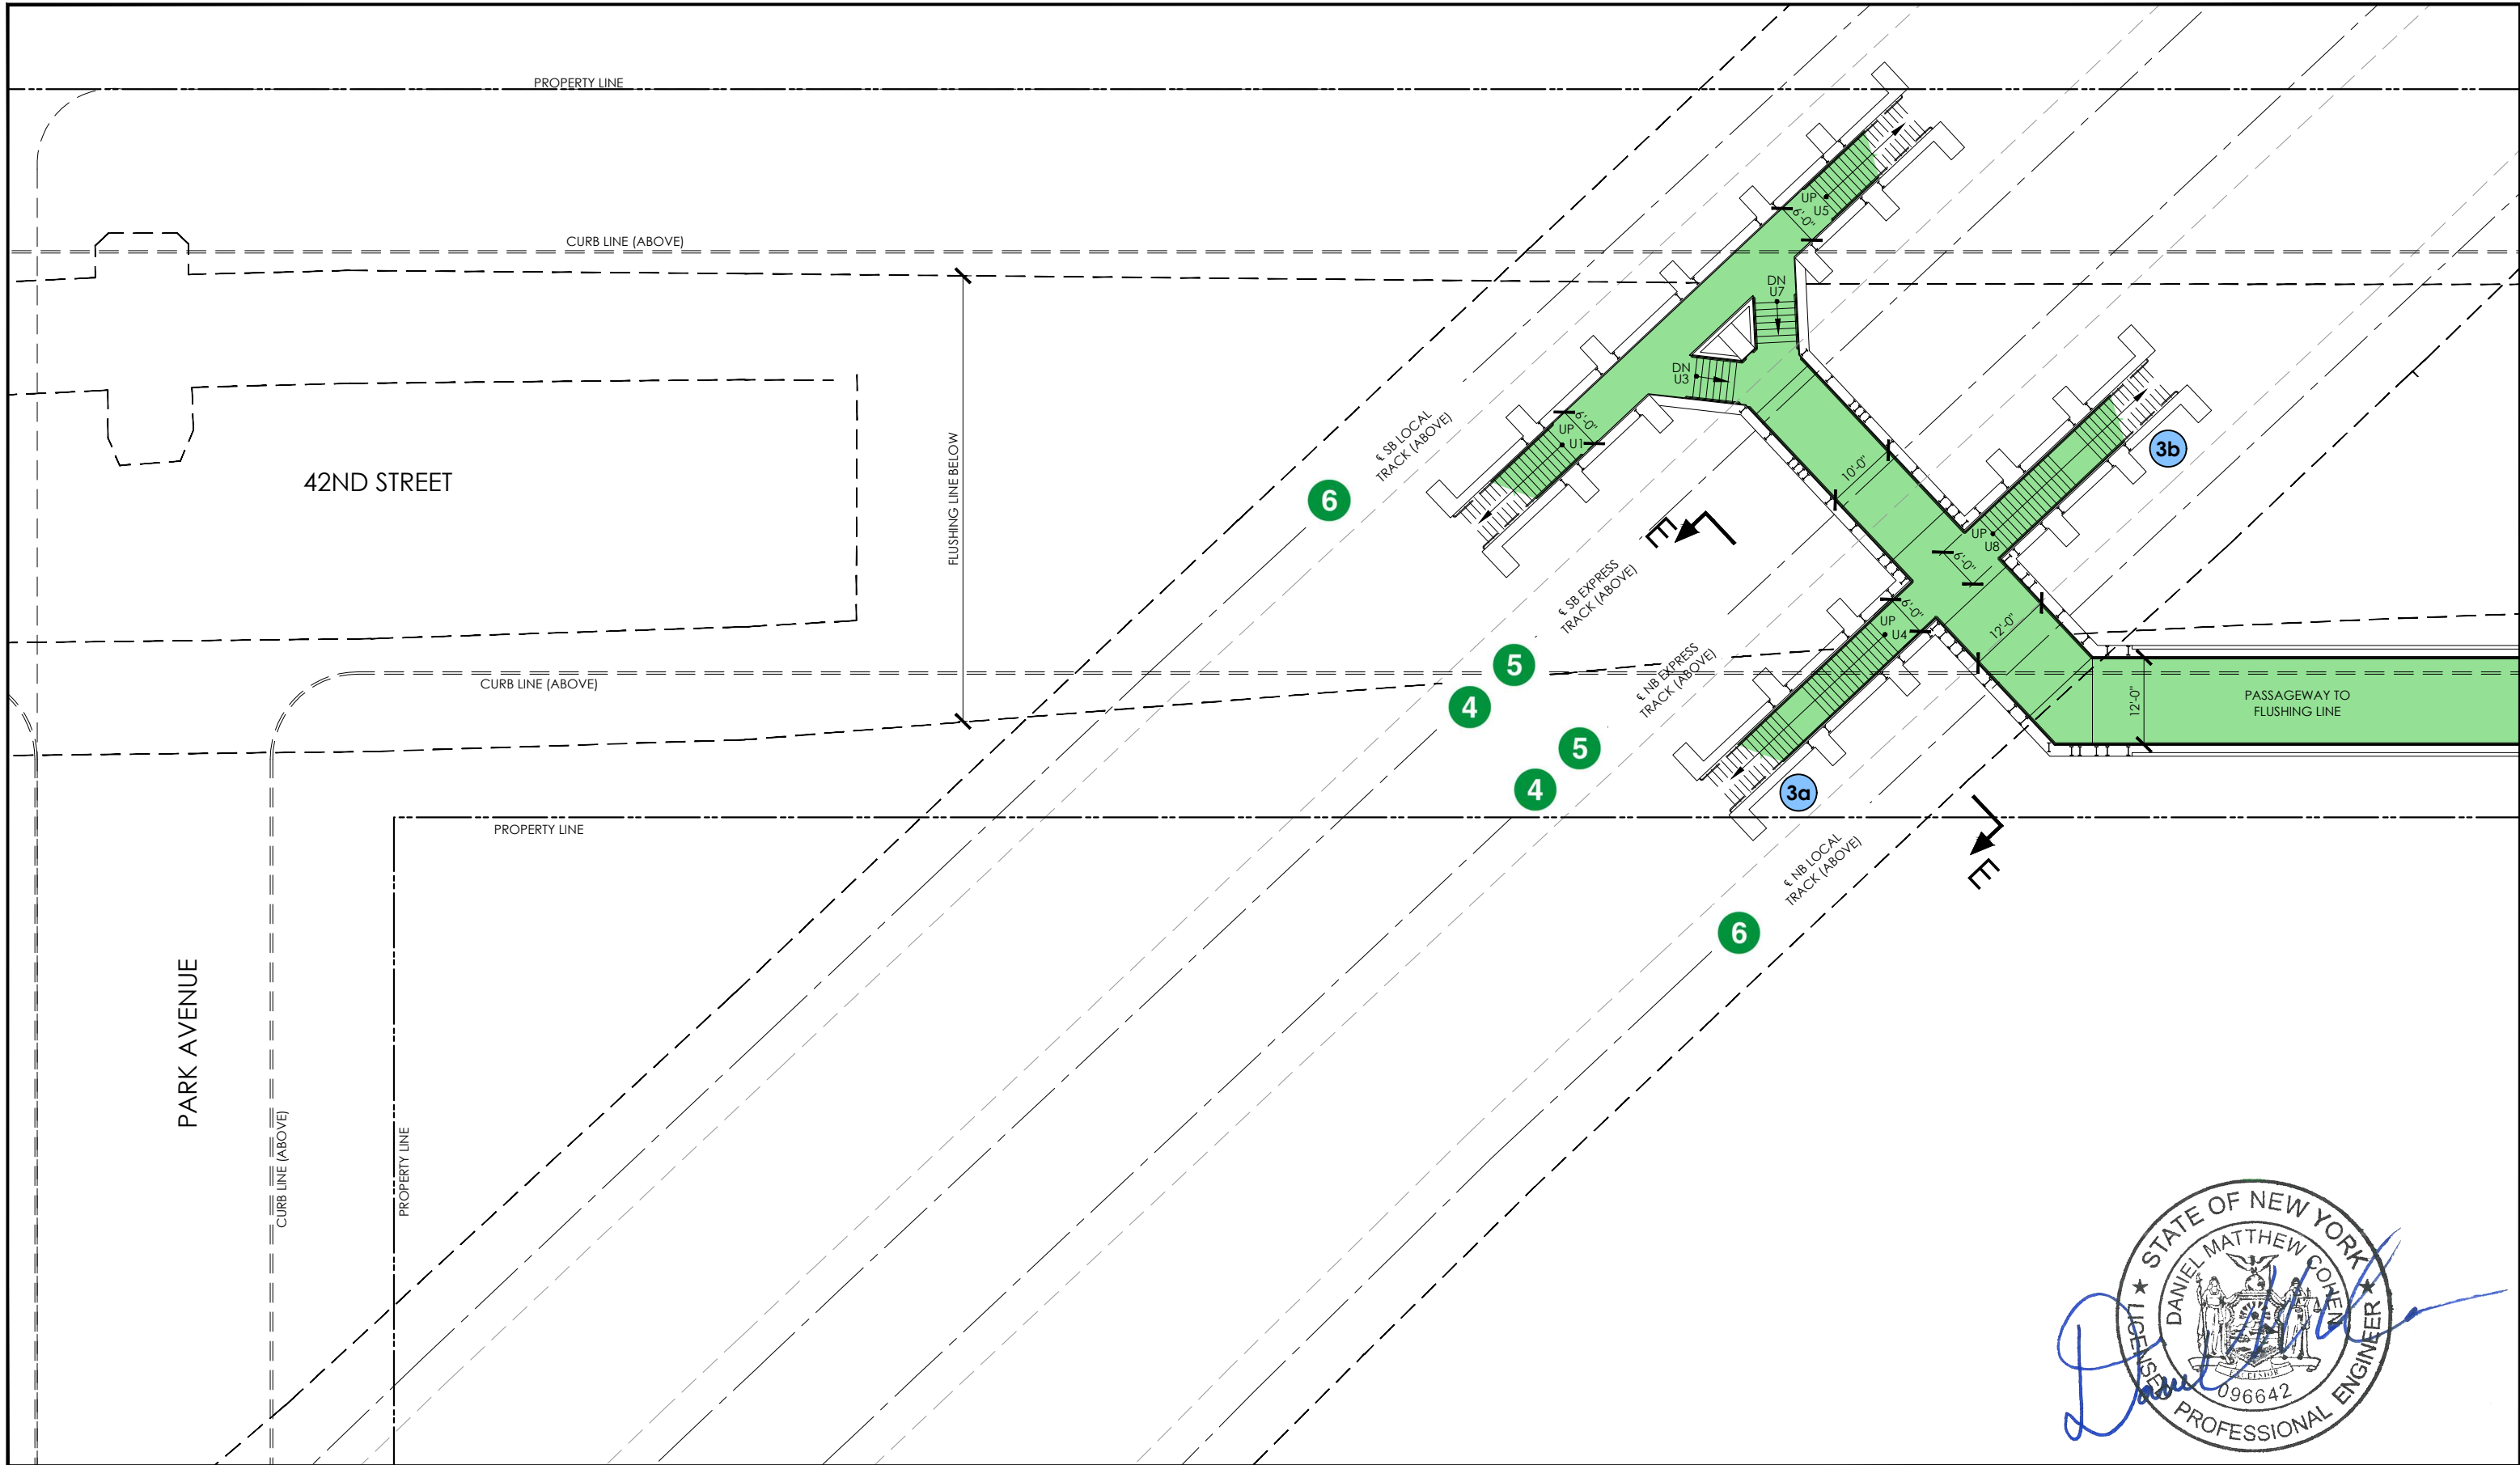 PROPERTY LINE
CURB LINE (ABOVE)
UP
U5
6'-0"
DN
U7
DN
U3
6'-0"
UP
U1
℄ SB LOCAL
TRACK (ABOVE)
FLUSHING LINE BELOW
42ND STREET
6
10'-0"
3b
E
UP
U8
6'-0"
℄ SB EXPRESS
TRACK (ABOVE)
6'-0"
UP
U4
12'-0"
5
℄ NB EXPRESS
TRACK (ABOVE)
CURB LINE (ABOVE)
4
12'-0"
PASSAGEWAY TO
FLUSHING LINE
5
4
3a
PROPERTY LINE
℄ NB LOCAL
TRACK (ABOVE)
E
6
PARK AVENUE
CURB LINE (ABOVE)
PROPERTY LINE
STATE OF NEW YORK
DANIEL MATTHEW COHEN
EXCELSIOR
096642
LICENSED PROFESSIONAL ENGINEER